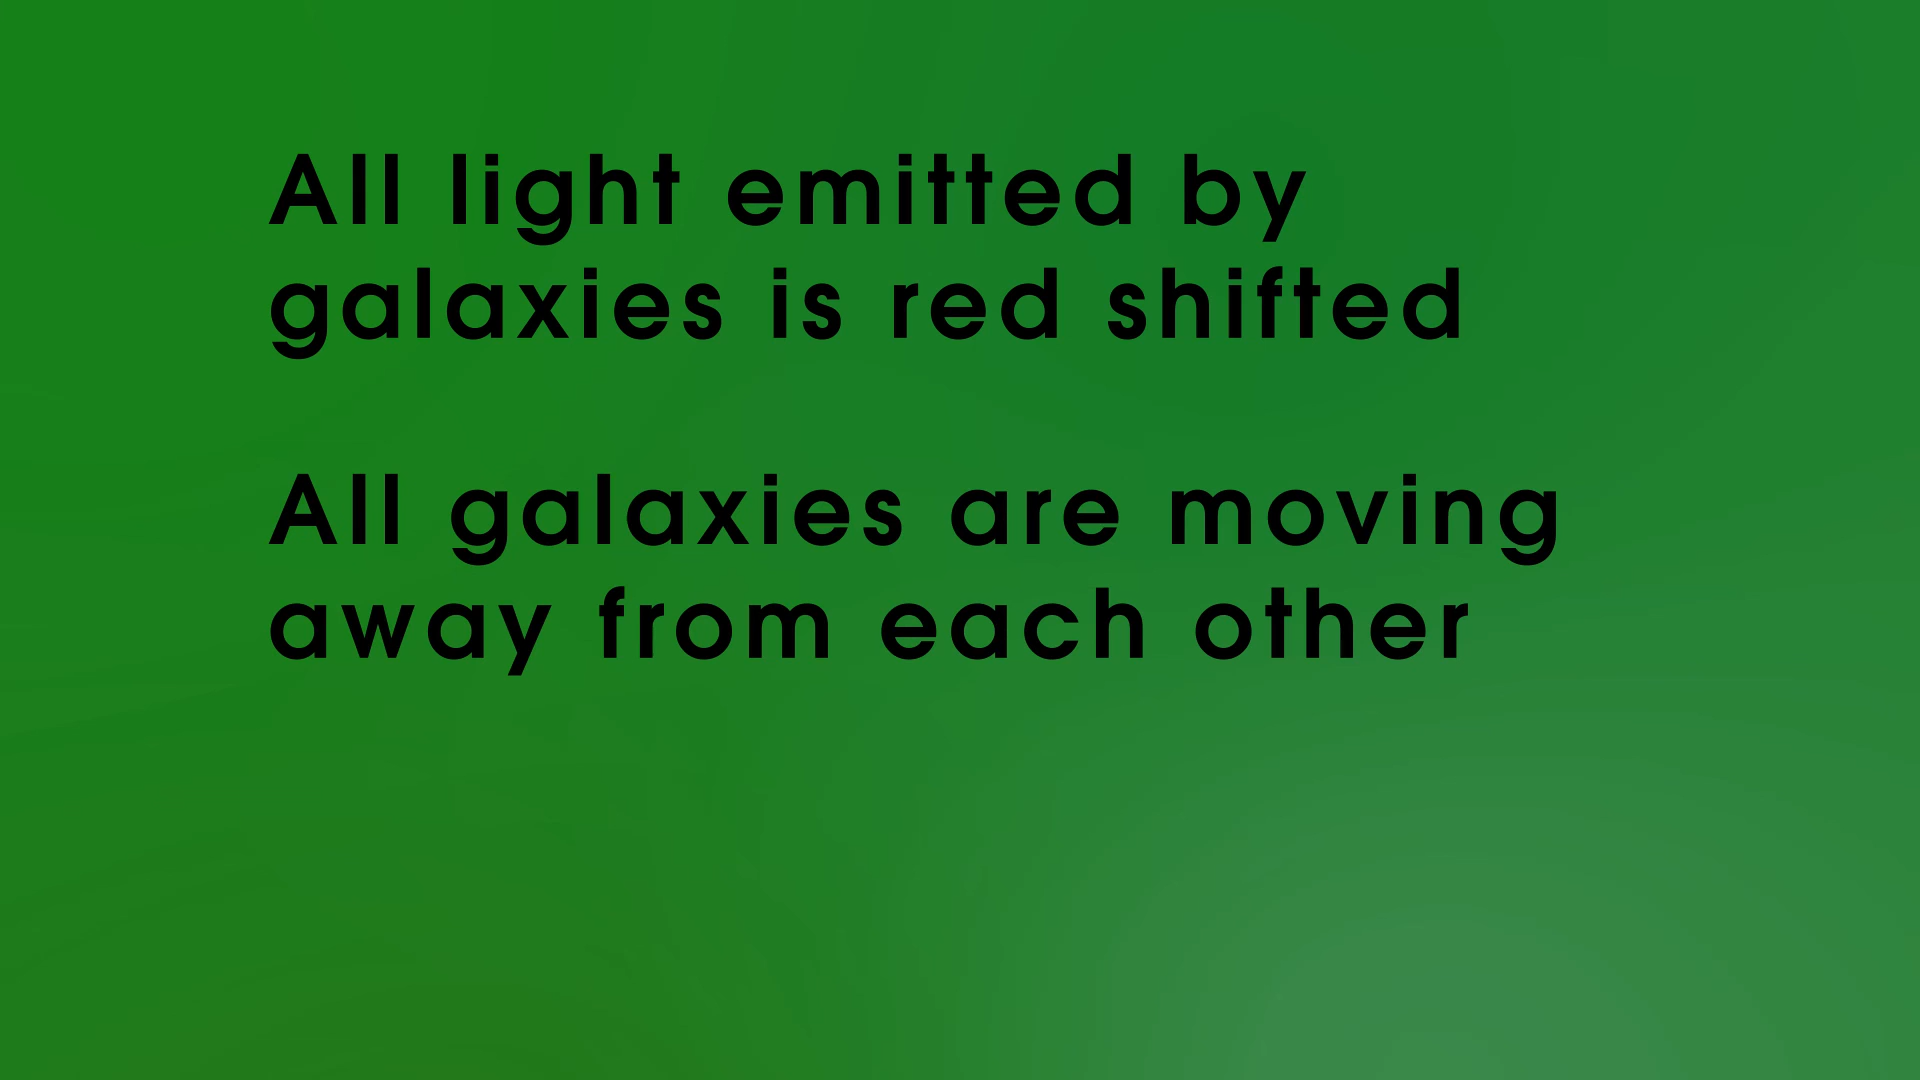 All light emitted by
galaxies is red shifted
All galaxies are moving
away from each other